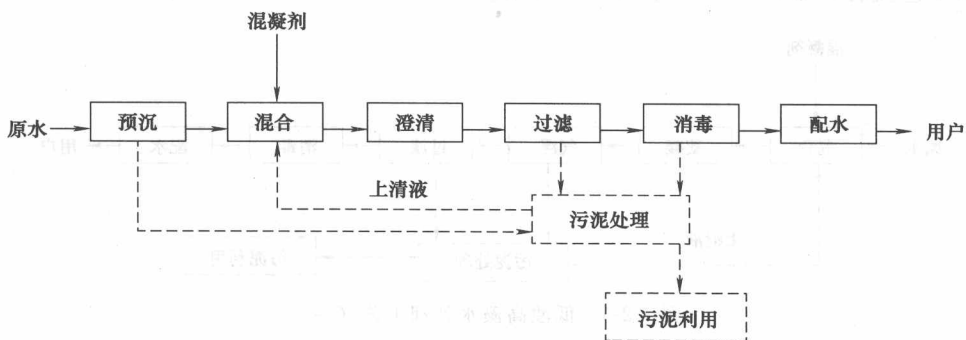 混凝剂
原水 预沉 混合 澄清 过滤 消毒 配水 用户
上清液
污泥处理
污泥利用